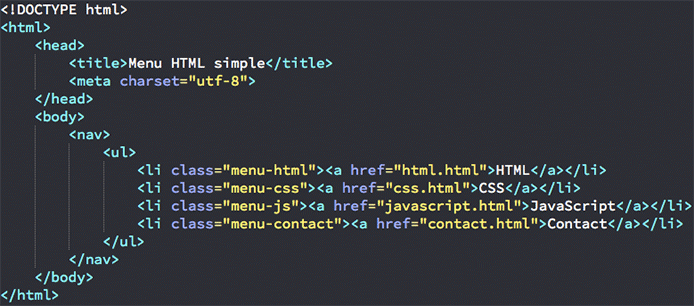 <!DOCTYPE html>
<html>
    <head>
        <title>Menu HTML simple</title>
        <meta charset="utf-8">
    </head>
    <body>
        <nav>
            <ul>
                <li class="menu-html"><a href="html.html">HTML</a></li>
                <li class="menu-css"><a href="css.html">CSS</a></li>
                <li class="menu-js"><a href="javascript.html">JavaScript</a></li>
                <li class="menu-contact"><a href="contact.html">Contact</a></li>
            </ul>
        </nav>
    </body>
</html>